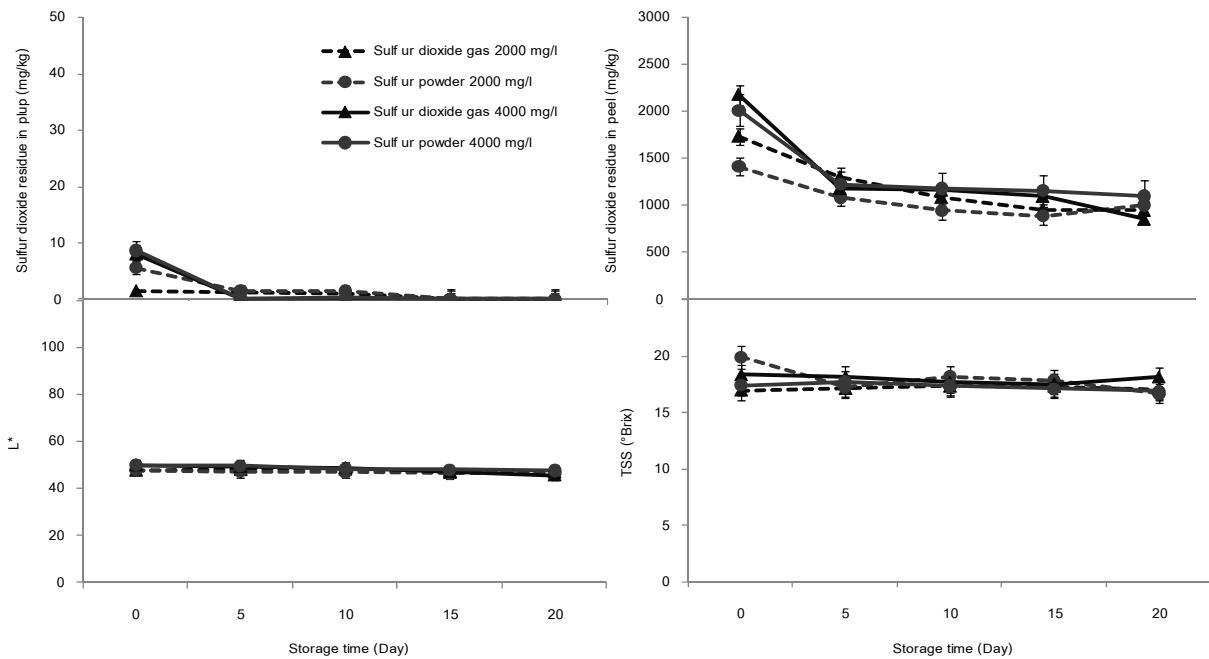 Sulfur dioxide residue in plup (mg/kg)
50
40
30
20
10
0
Sulf ur dioxide gas 2000 mg/l
Sulf ur powder 2000 mg/l
Sulf ur dioxide gas 4000 mg/l
Sulf ur powder 4000 mg/l
Sulfur dioxide residue in peel (mg/kg)
3000
2500
2000
1500
1000
500
0
L*
100
80
60
40
20
0
0 5 10 15 20
Storage time (Day)
TSS (°Brix)
20
15
10
5
0
0 5 10 15 20
Storage time (Day)